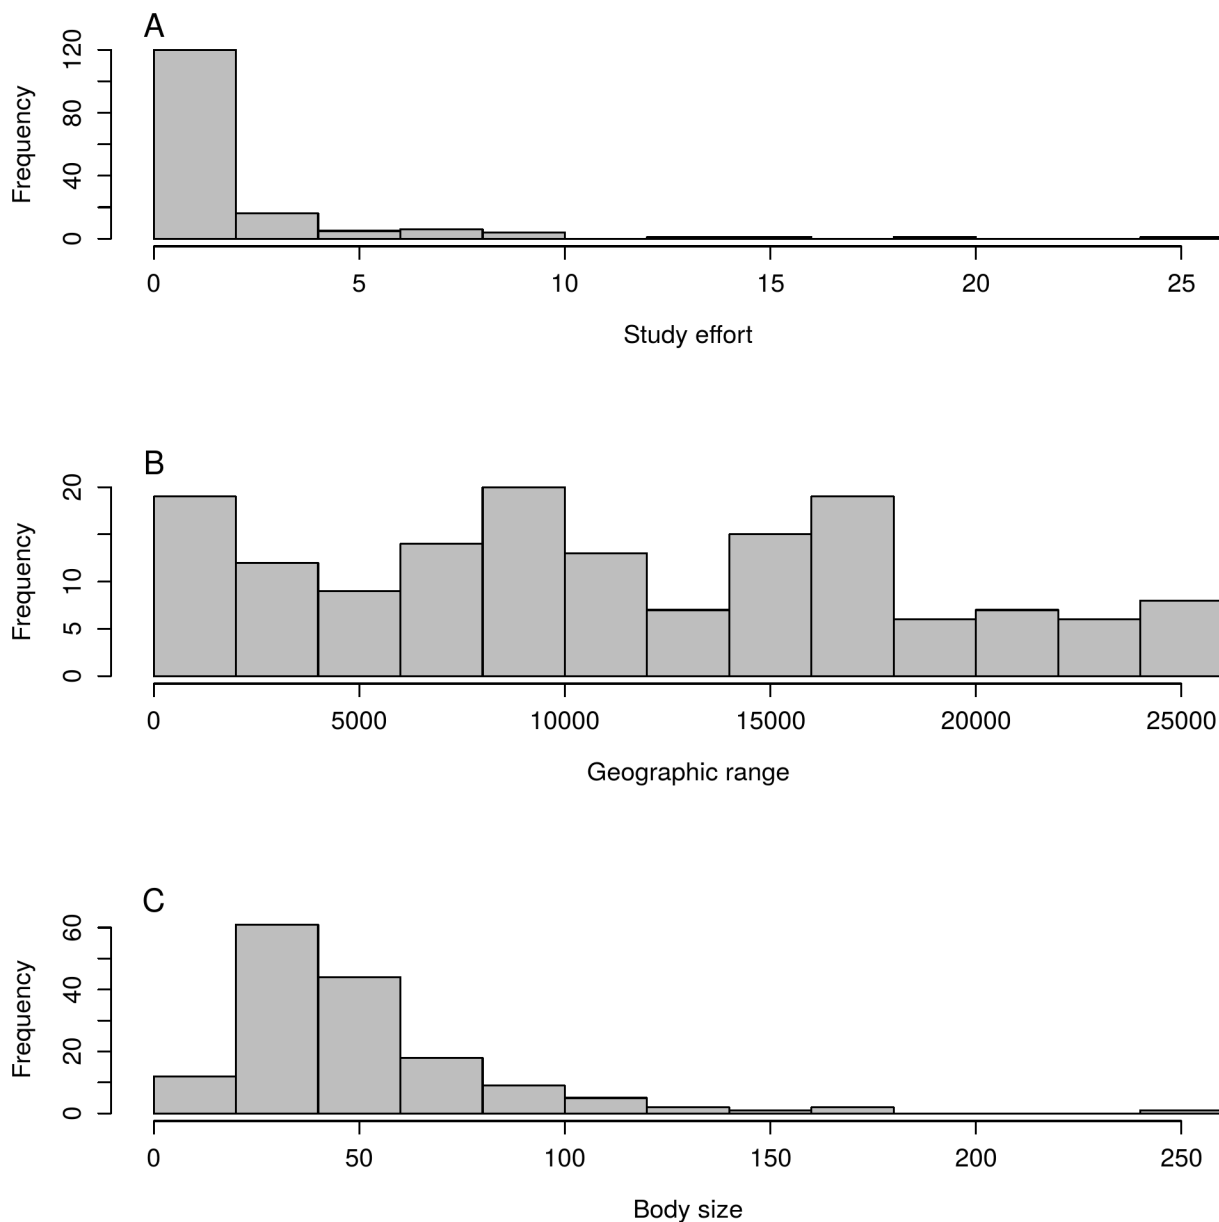 A
Frequency
0 40 80 120
0 5 10 15 20 25
Study effort
B
Frequency
0 5 10 20
0 5000 10000 15000 20000 25000
Geographic range
C
Frequency
0 20 40 60
0 50 100 150 200 250
Body size